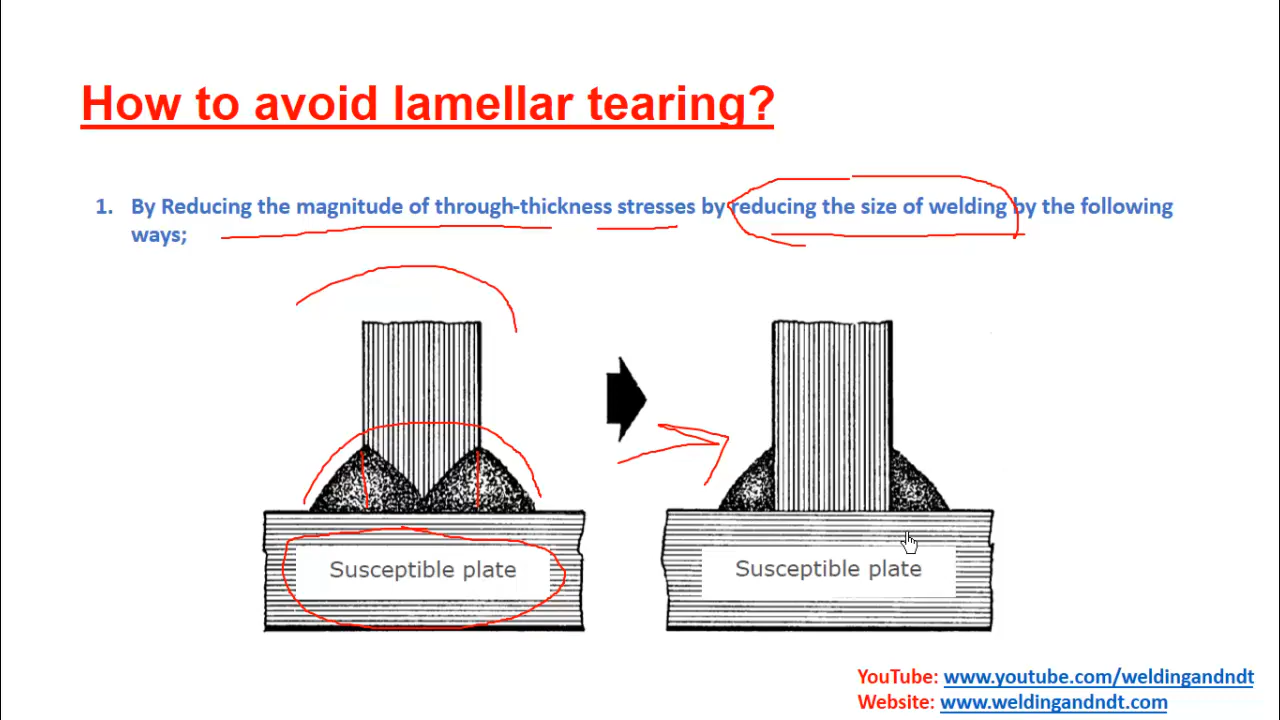 How to avoid lamellar tearing?
1. By Reducing the magnitude of through-thickness stresses by reducing the size of welding by the following
ways;
Susceptible plate
Susceptible plate
YouTube: www.youtube.com/weldingandndt
Website: www.weldingandndt.com